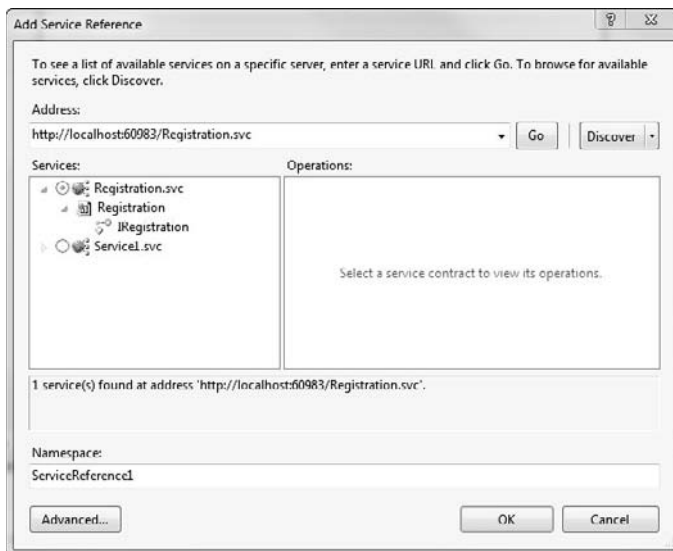 Add Service Reference
To see a list of available services on a specific server, enter a service URL and click Go. To browse for available
services, click Discover.
Address:
http://localhost:60983/Registration.svc
Go
Discover
Services:
Operations:
Registration.svc
Registration
IRegistration
Service1.svc
Select a service contract to view its operations.
1 service(s) found at address 'http://localhost:60983/Registration.svc'.
Namespace:
ServiceReference1
Advanced...
OK
Cancel